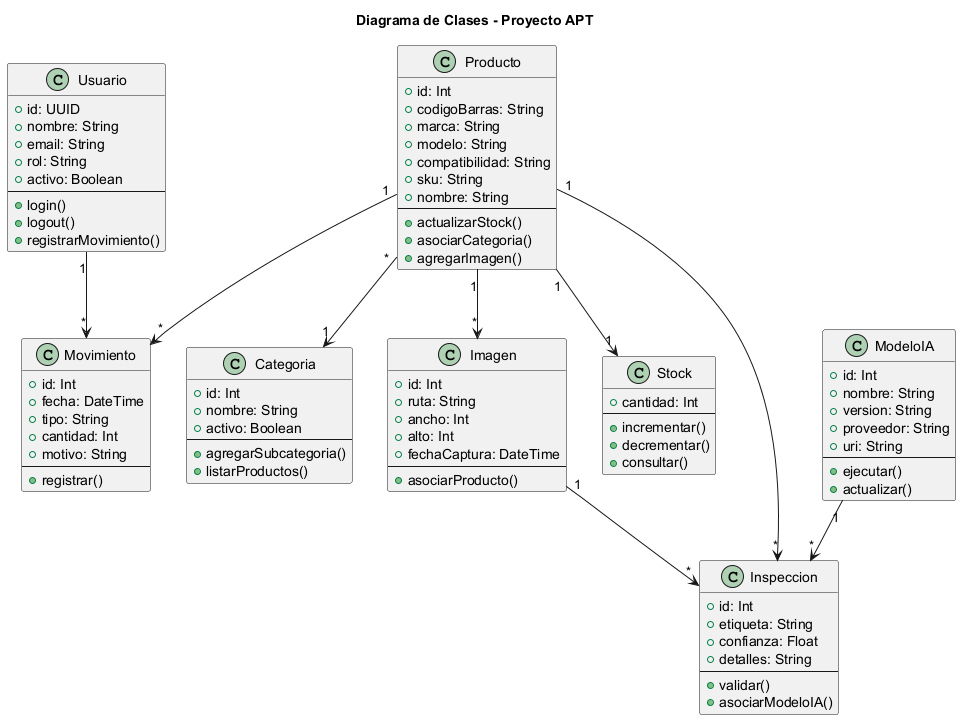 Diagrama de Clases - Proyecto APT
C Usuario
id: UUID
nombre: String
email: String
rol: String
activo: Boolean
login()
logout()
registrarMovimiento()
C Producto
id: Int
codigoBarras: String
marca: String
modelo: String
compatibilidad: String
sku: String
nombre: String
actualizarStock()
asociarCategoria()
agregarImagen()
1
*
1
*
*
1
1
*
1
1
1
*
C Movimiento
id: Int
fecha: DateTime
tipo: String
cantidad: Int
motivo: String
registrar()
C Categoria
id: Int
nombre: String
activo: Boolean
agregarSubcategoria()
listarProductos()
C Imagen
id: Int
ruta: String
ancho: Int
alto: Int
fechaCaptura: DateTime
asociarProducto()
C Stock
cantidad: Int
incrementar()
decrementar()
consultar()
C ModeloIA
id: Int
nombre: String
version: String
proveedor: String
uri: String
ejecutar()
actualizar()
1
*
1
*
C Inspeccion
id: Int
etiqueta: String
confianza: Float
detalles: String
validar()
asociarModeloIA()